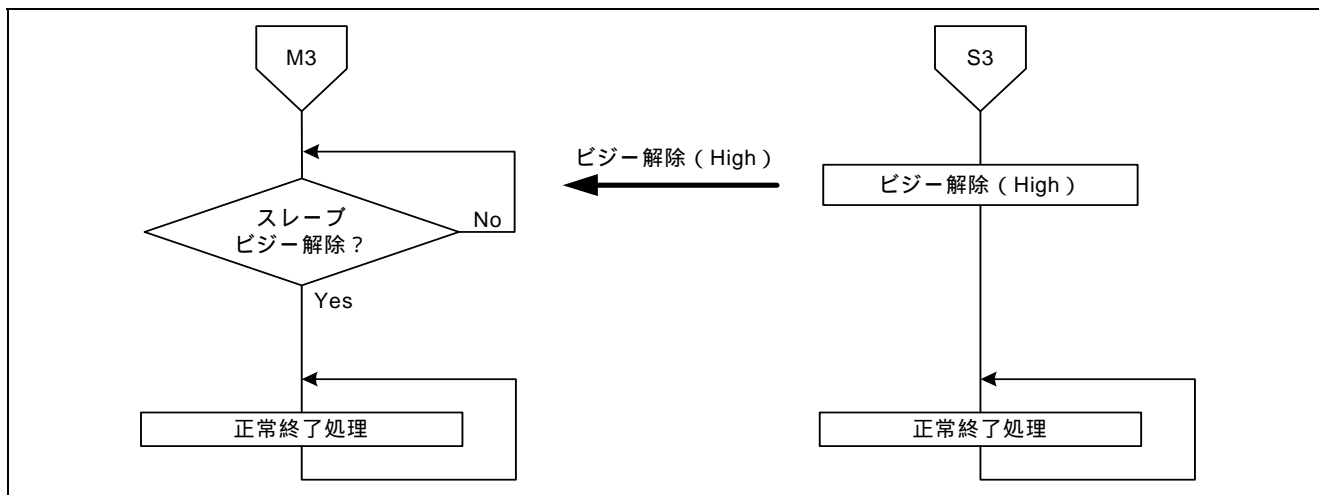 M3
S3
ビジー解除（High）
ビジー解除（High）
スレーブ
ビジー解除？
No
Yes
正常終了処理
正常終了処理